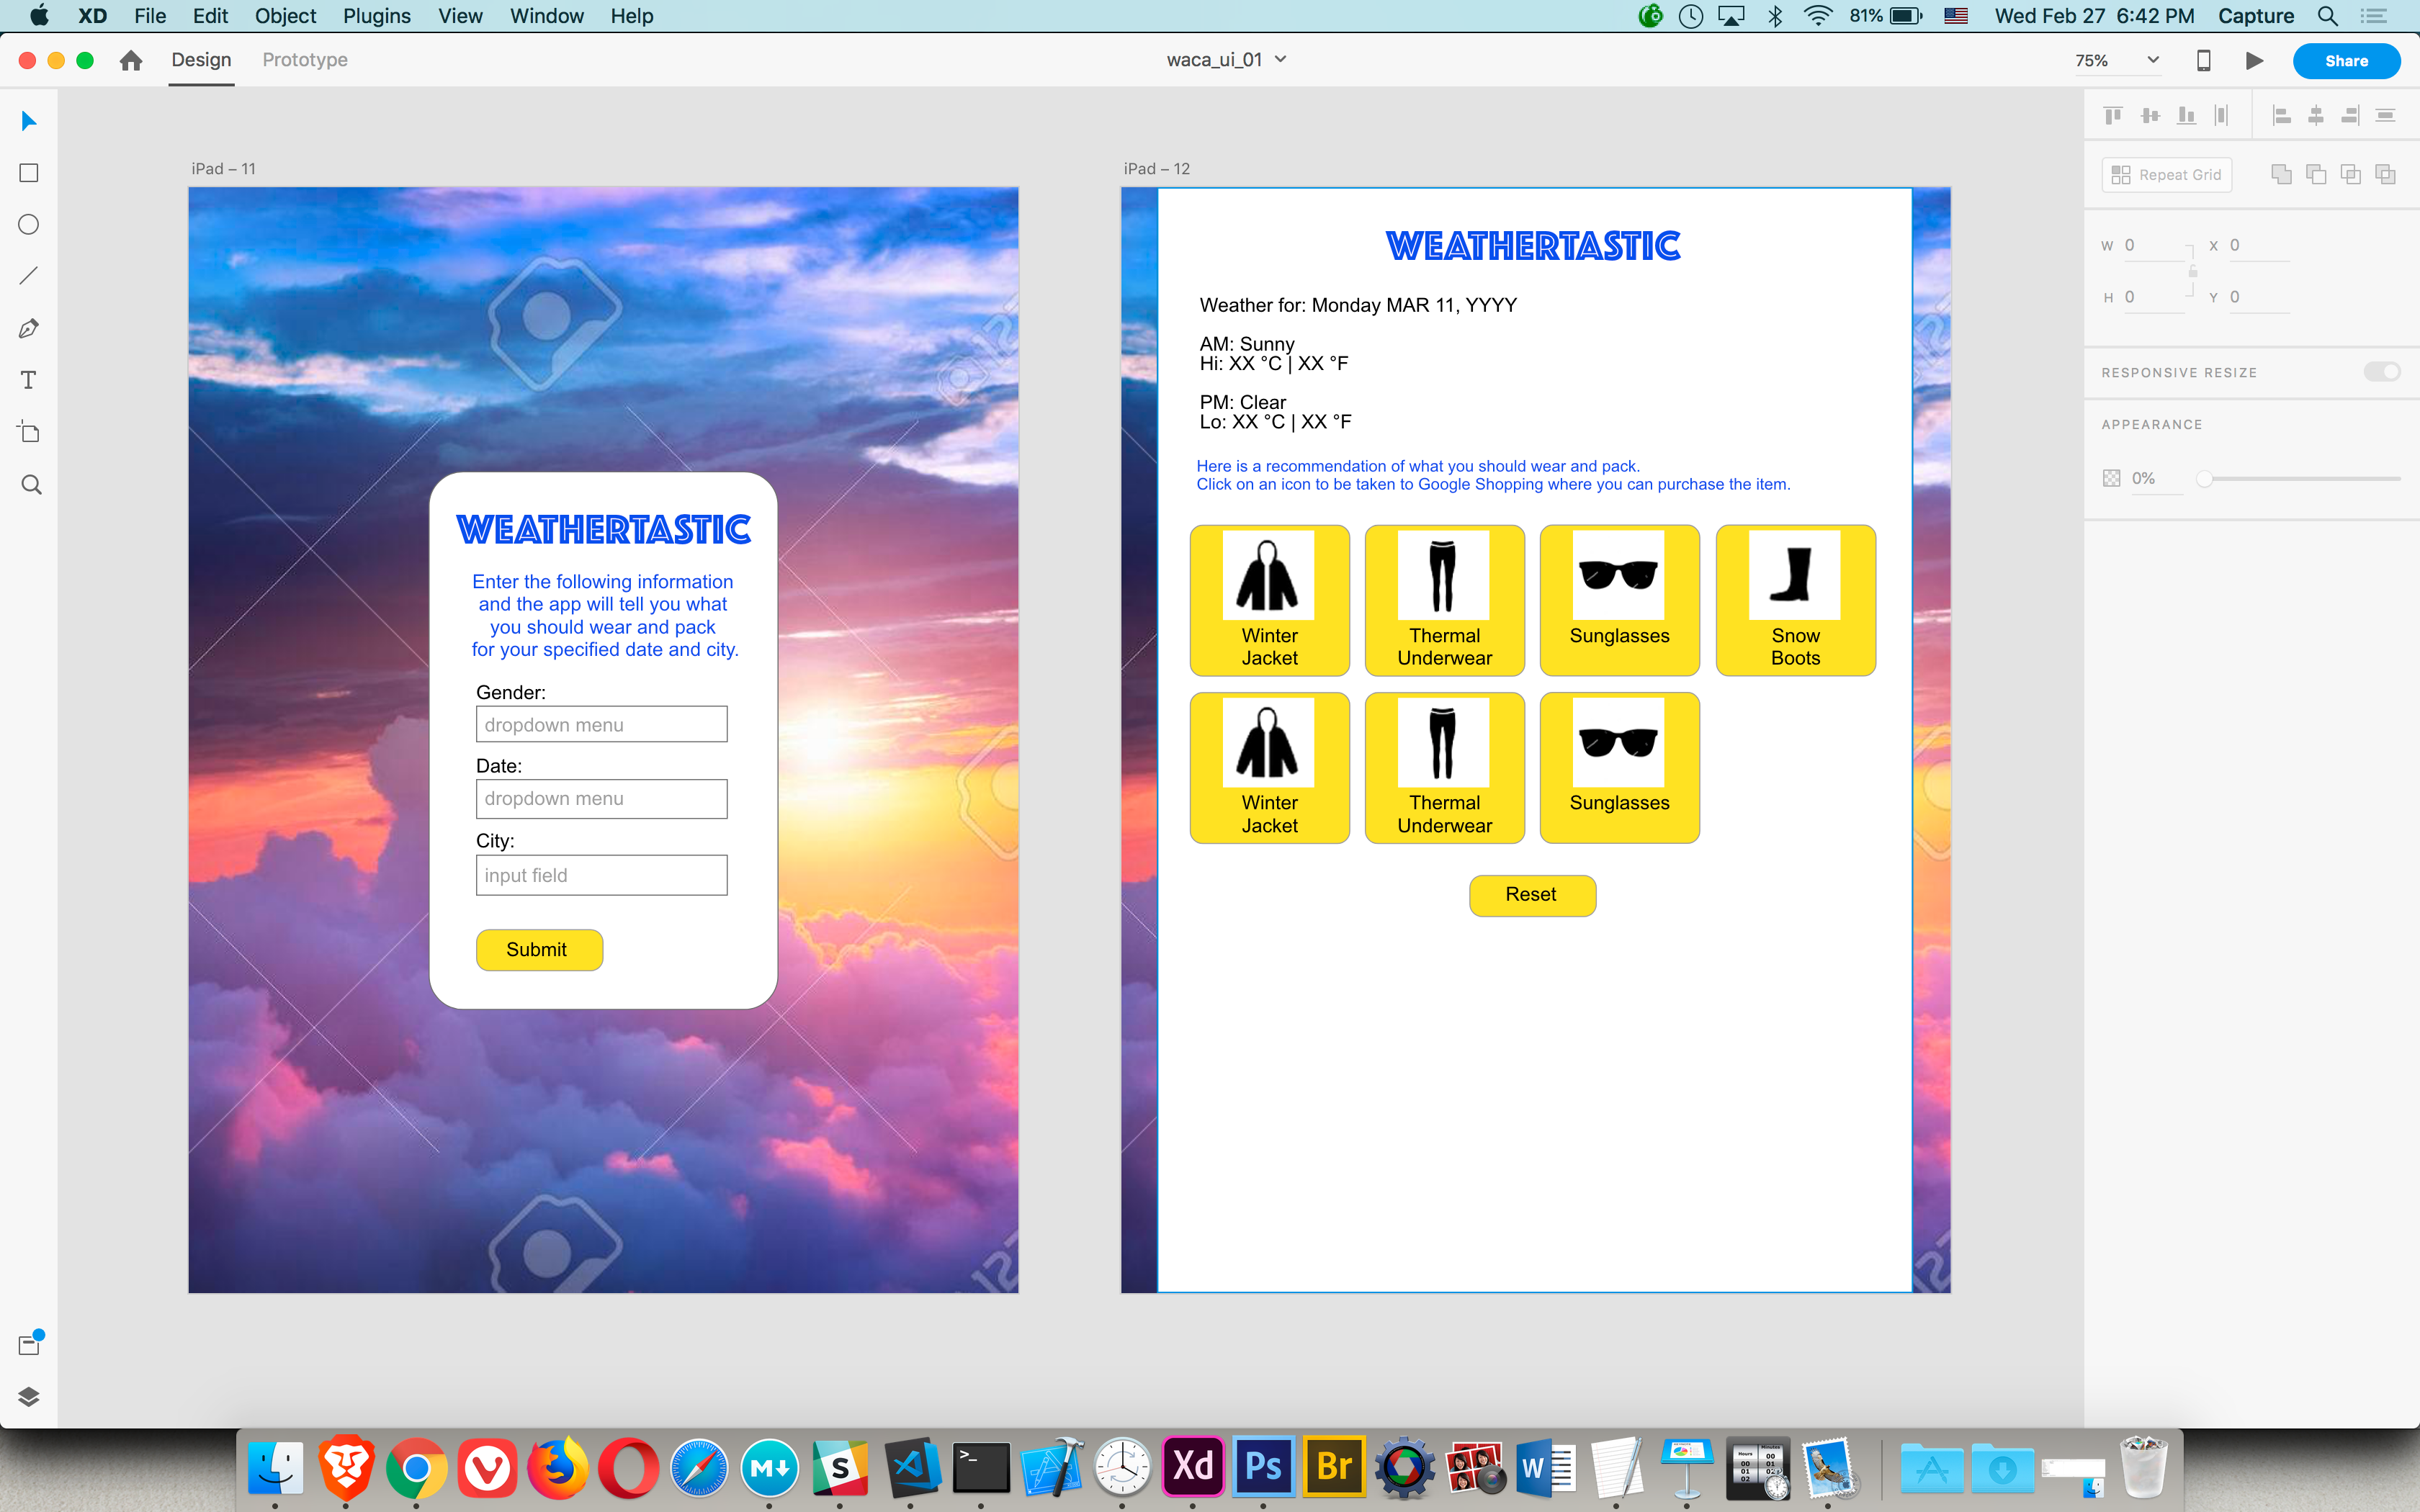 XD File Edit Object Plugins View Window Help
81% Wed Feb 27 6:42 PM Capture
Design Prototype
waca_ui_01
75%
Share
iPad – 11
WEATHERTASTIC
Enter the following information
and the app will tell you what
you should wear and pack
for your specified date and city.
Gender:
dropdown menu
Date:
dropdown menu
City:
input field
Submit
iPad – 12
WEATHERTASTIC
Weather for: Monday MAR 11, YYYY
AM: Sunny
Hi: XX °C | XX °F
PM: Clear
Lo: XX °C | XX °F
Here is a recommendation of what you should wear and pack.
Click on an icon to be taken to Google Shopping where you can purchase the item.
Winter
Jacket
Thermal
Underwear
Sunglasses
Snow
Boots
Winter
Jacket
Thermal
Underwear
Sunglasses
Reset
Repeat Grid
W 0 X 0
H 0 Y 0
RESPONSIVE RESIZE
APPEARANCE
0%
T
M
S
>_
Xd
Ps
Br
W